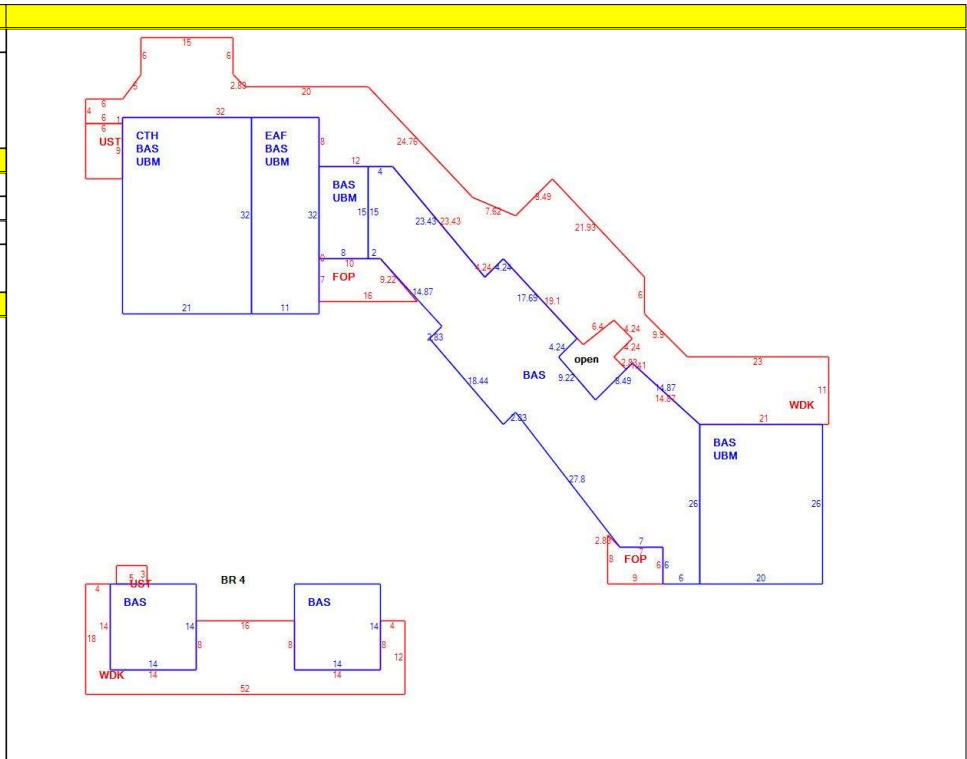 15
6 6
5 2.83
20
6
4
6 1 32
6
UST CTH EAF 8 24.76
9 BAS BAS
UBM UBM
12
4
BAS
UBM
7.62 8.49
32 32 15 15 23.43 23.43 21.93
8 2
0 10 4.24 4.24
7 FOP 9.22
16 14.87 17.69 19.1 6
21 11
2.83 6.4 4.24 9.9
4.24 4.24
open 2.83 1.41 23
BAS 9.22 8.49 14.87
18.44 14.87 11
WDK
2.83 21
BAS
UBM
27.8
26 26
2.83 7
7
8 FOP 6 6
9 6 20
5 3
UST BR 4
4
BAS BAS
14 14 16 14 4
18 8 8 8 12
14 14
WDK 14 14
52